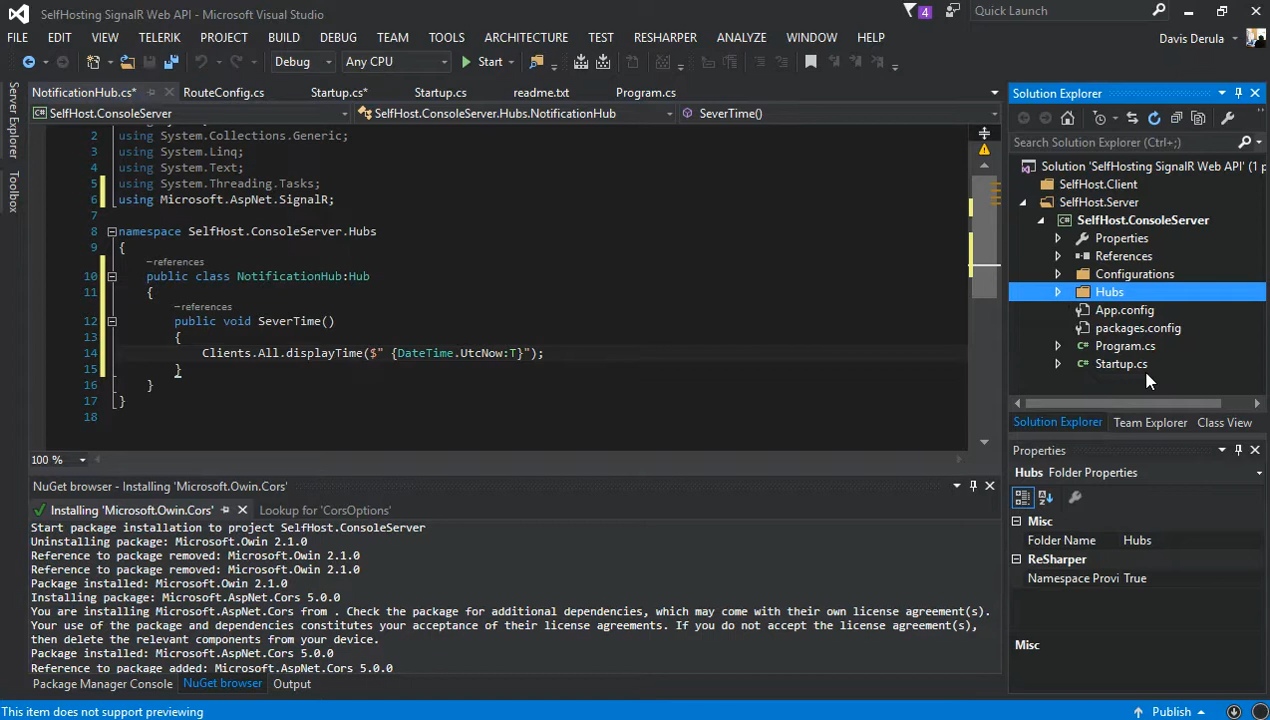 SelfHosting SignalR Web API - Microsoft Visual Studio
4
Quick Launch
FILE EDIT VIEW TELERIK PROJECT BUILD DEBUG TEAM TOOLS ARCHITECTURE TEST RESHARPER ANALYZE WINDOW HELP
Davis Derula
Debug Any CPU Start
Server Explorer
Toolbox
NotificationHub.cs* RouteConfig.cs Startup.cs* Startup.cs readme.txt Program.cs
SelfHost.ConsoleServer SelfHost.ConsoleServer.Hubs.NotificationHub SeverTime()
2 using System.Collections.Generic;
3 using System.Linq;
4 using System.Text;
5 using System.Threading.Tasks;
6 using Microsoft.AspNet.SignalR;
7
8 namespace SelfHost.ConsoleServer.Hubs
9 {
–references
10 public class NotificationHub:Hub
11 {
–references
12 public void SeverTime()
13 {
14 Clients.All.displayTime($" {DateTime.UtcNow:T}");
15 }
16 }
17 }
18
100 %
Solution Explorer
Search Solution Explorer (Ctrl+;)
Solution 'SelfHosting SignalR Web API' (1 p
SelfHost.Client
SelfHost.Server
SelfHost.ConsoleServer
Properties
References
Configurations
Hubs
App.config
packages.config
Program.cs
Startup.cs
Solution Explorer Team Explorer Class View
Properties
Hubs Folder Properties
Misc
Folder Name Hubs
ReSharper
Namespace Provi True
Misc
NuGet browser - Installing 'Microsoft.Owin.Cors'
Installing 'Microsoft.Owin.Cors' Lookup for 'CorsOptions'
Start package installation to project SelfHost.ConsoleServer
Uninstalling package: Microsoft.Owin 2.1.0
Reference to package removed: Microsoft.Owin 2.1.0
Reference to package removed: Microsoft.Owin 2.1.0
Package installed: Microsoft.Owin 2.1.0
Installing package: Microsoft.AspNet.Cors 5.0.0
You are installing Microsoft.AspNet.Cors from . Check the package for additional dependencies, which may come with their own license agreement(s).
Your use of the package and dependencies constitutes your acceptance of their license agreements. If you do not accept the license agreement(s),
then delete the relevant components from your device.
Package installed: Microsoft.AspNet.Cors 5.0.0
Reference to package added: Microsoft.AspNet.Cors 5.0.0
Package Manager Console NuGet browser Output
This item does not support previewing
Publish